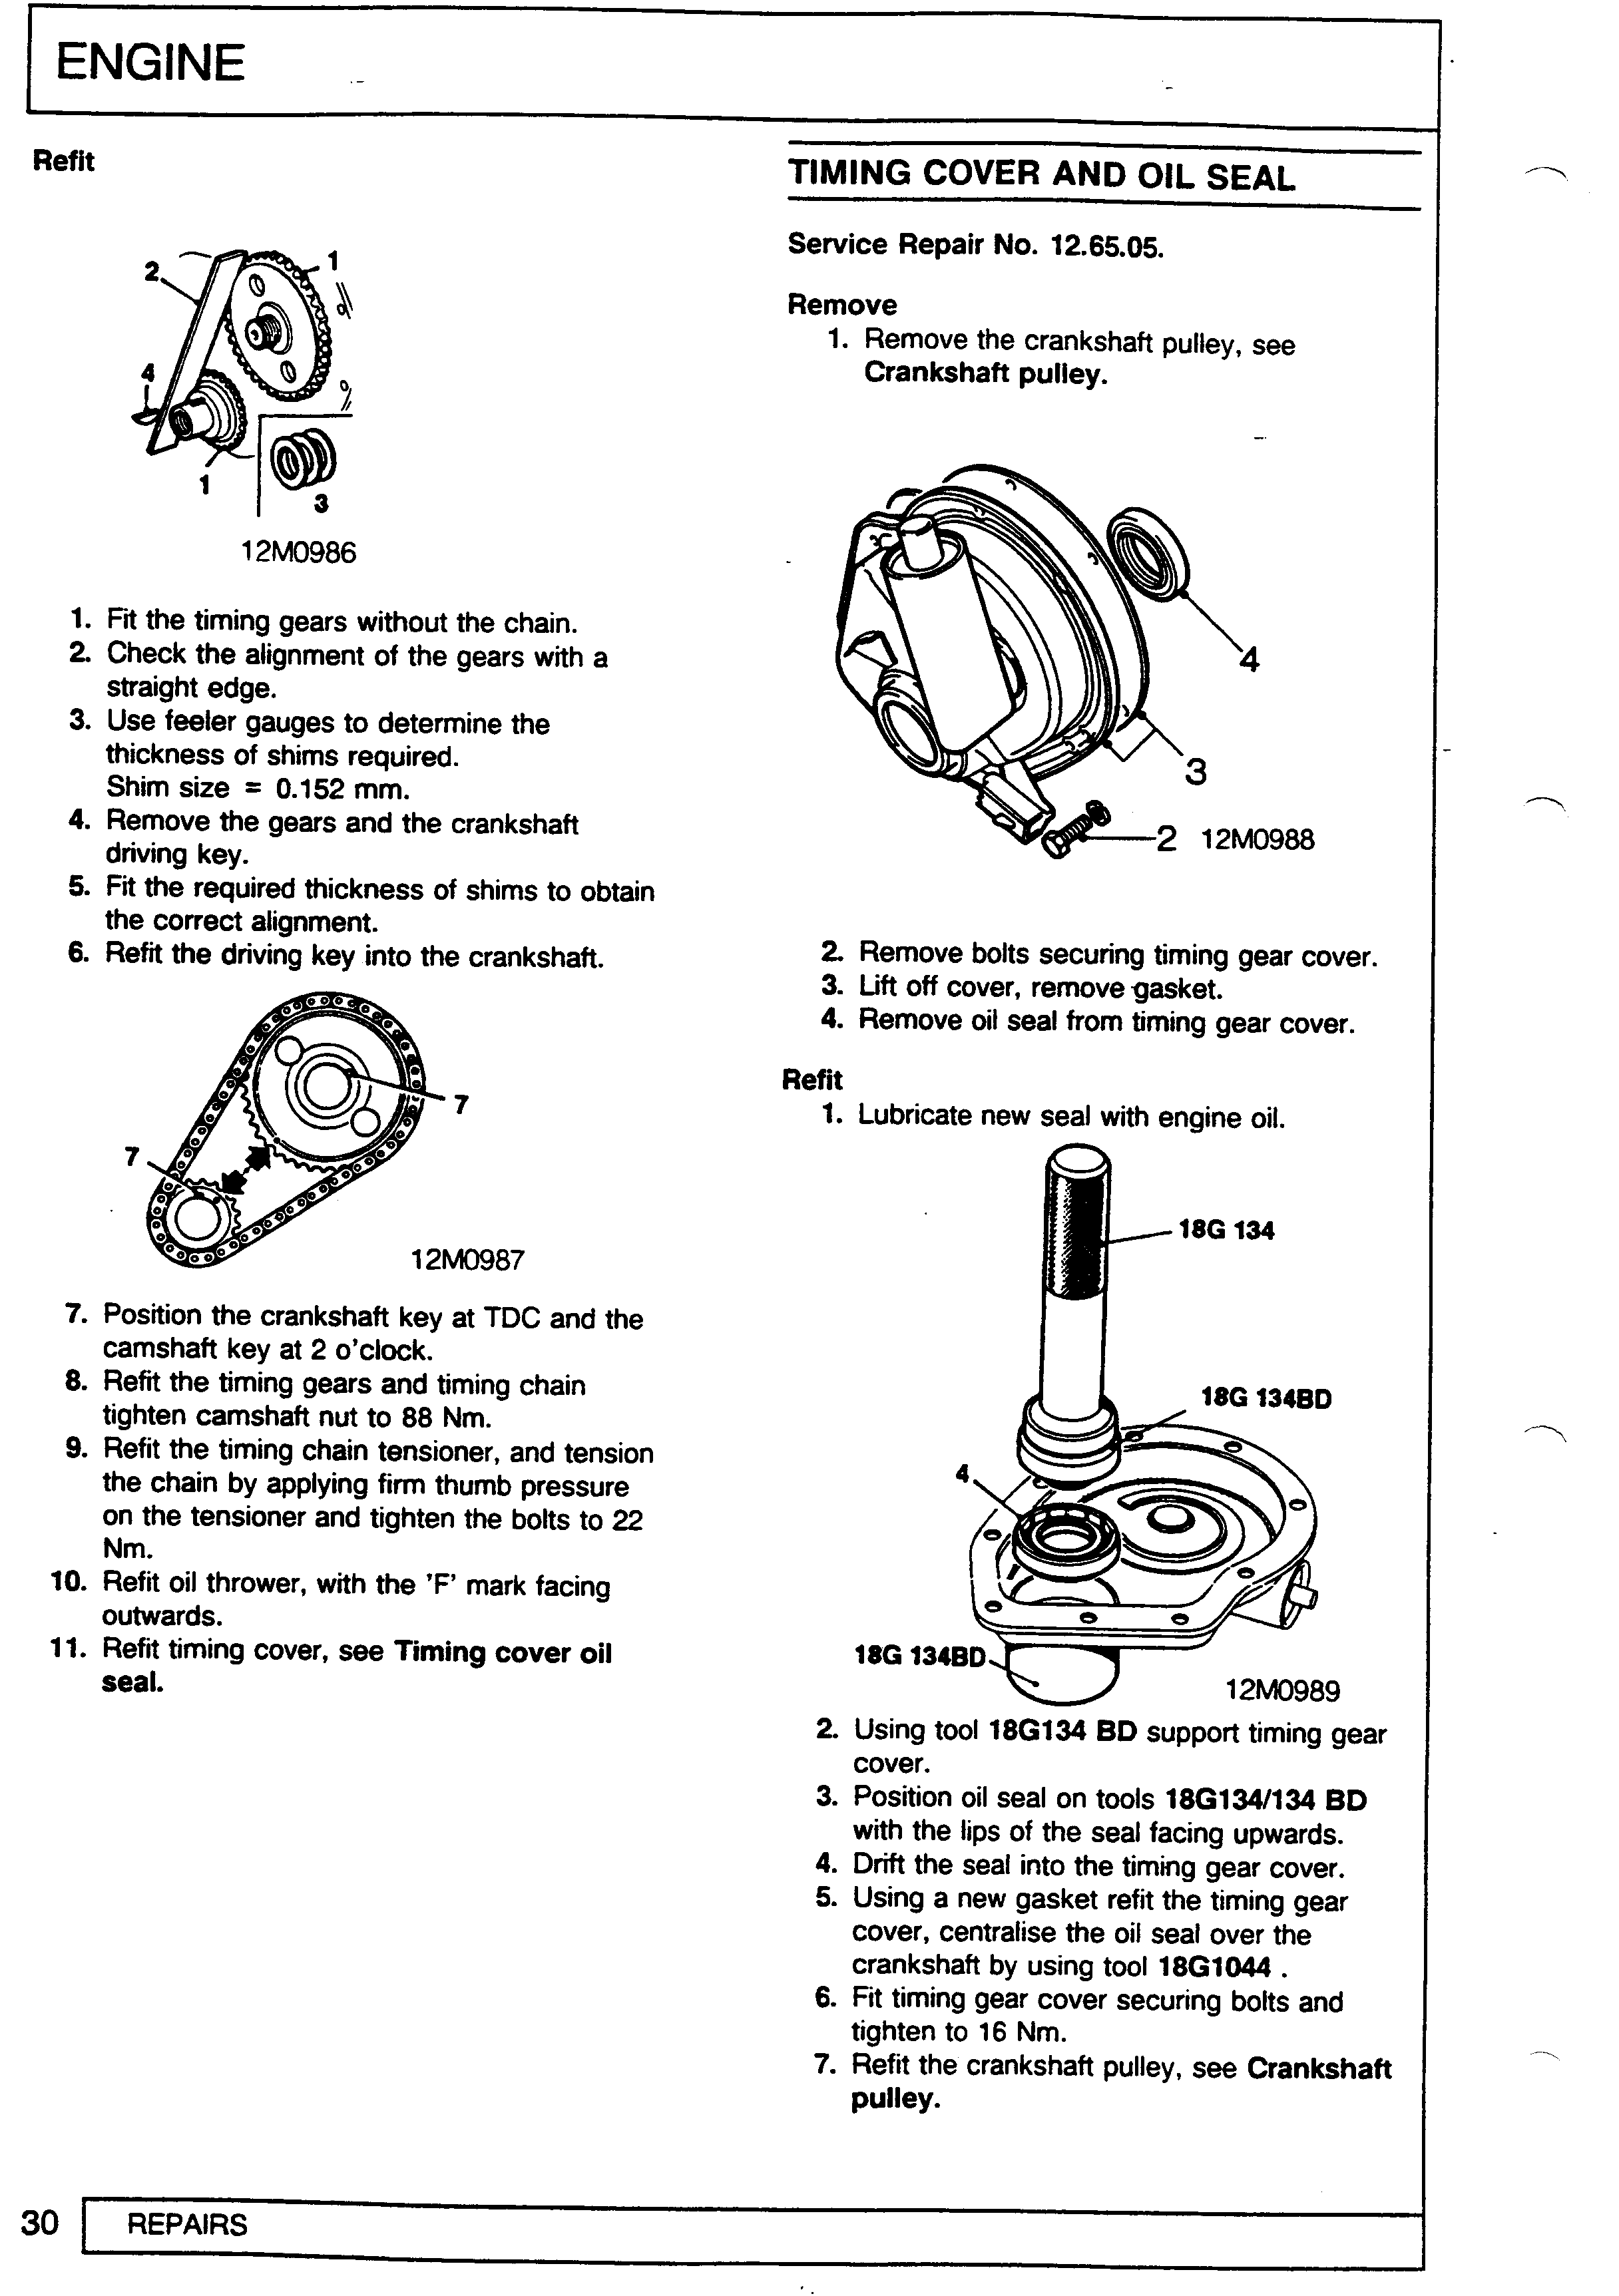 ENGINE
Refit
2
1
4
1
3
12M0986
1. Fit the timing gears without the chain.
2. Check the alignment of the gears with a
straight edge.
3. Use feeler gauges to determine the
thickness of shims required.
Shim size = 0.152 mm.
4. Remove the gears and the crankshaft
driving key.
5. Fit the required thickness of shims to obtain
the correct alignment.
6. Refit the driving key into the crankshaft.
7
7
12M0987
7. Position the crankshaft key at TDC and the
camshaft key at 2 o'clock.
8. Refit the timing gears and timing chain
tighten camshaft nut to 88 Nm.
9. Refit the timing chain tensioner, and tension
the chain by applying firm thumb pressure
on the tensioner and tighten the bolts to 22
Nm.
10. Refit oil thrower, with the 'F' mark facing
outwards.
11. Refit timing cover, see Timing cover oil
seal.
TIMING COVER AND OIL SEAL
Service Repair No. 12.65.05.
Remove
1. Remove the crankshaft pulley, see
Crankshaft pulley.
4
3
2 12M0988
2. Remove bolts securing timing gear cover.
3. Lift off cover, remove gasket.
4. Remove oil seal from timing gear cover.
Refit
1. Lubricate new seal with engine oil.
18G 134
18G 134BD
4
18G 134BD
12M0989
2. Using tool 18G134 BD support timing gear
cover.
3. Position oil seal on tools 18G134/134 BD
with the lips of the seal facing upwards.
4. Drift the seal into the timing gear cover.
5. Using a new gasket refit the timing gear
cover, centralise the oil seal over the
crankshaft by using tool 18G1044 .
6. Fit timing gear cover securing bolts and
tighten to 16 Nm.
7. Refit the crankshaft pulley, see Crankshaft
pulley.
30 REPAIRS